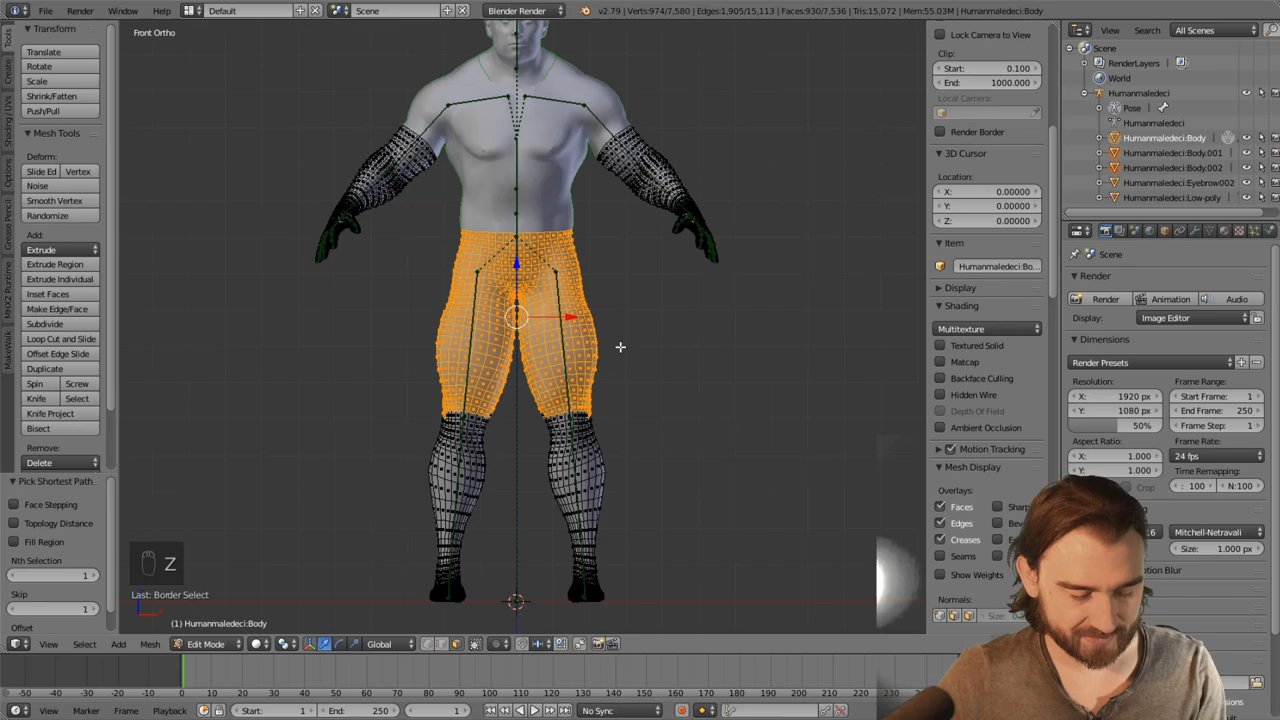 File Render Window Help Default Scene Blender Render v2.79 | Verts:974/7,580 | Edges:1,905/15,113 | Faces:930/7,536 | Tris:15,072 | Mem:55.03M | Humanmaledeci:Body
Front Ortho
Tools
Create
Shading / UVs
Options
Grease Pencil
MHX2 Runtime
MakeWalk
Transform
Translate
Rotate
Scale
Shrink/Fatten
Push/Pull
Mesh Tools
Deform:
Slide Ed Vertex
Noise
Smooth Vertex
Randomize
Add:
Extrude
Extrude Region
Extrude Individual
Inset Faces
Make Edge/Face
Subdivide
Loop Cut and Slide
Offset Edge Slide
Duplicate
Spin Screw
Knife Select
Knife Project
Bisect
Remove:
Delete
Pick Shortest Path
Face Stepping
Topology Distance
Fill Region
Nth Selection
1
Skip
0
Offset
Z
Last: Border Select
(1) Humanmaledeci:Body
Lock Camera to View
Clip:
Start: 0.100
End: 1000.000
Local Camera:
Render Border
3D Cursor
Location:
X: 0.00000
Y: 0.00000
Z: 0.00000
Item
Humanmaledeci:Bo...
Display
Shading
Multitexture
Textured Solid
Matcap
Backface Culling
Hidden Wire
Depth Of Field
Ambient Occlusion
Motion Tracking
Mesh Display
Overlays:
Faces Shar
Edges Bev
Creases
Seams
Show Weights
Normals:
View Search All Scenes
Scene
RenderLayers
World
Humanmaledeci
Pose
Humanmaledeci
Humanmaledeci:Body
Humanmaledeci:Body.001
Humanmaledeci:Body.002
Humanmaledeci:Eyebrow002
Humanmaledeci:Low-poly
Scene
Render
Render Animation Audio
Display: Image Editor
Dimensions
Render Presets
Resolution: Frame Range:
X: 1920 px Start Frame: 1
Y: 1080 px End Frame: 250
50% Frame Step: 1
Aspect Ratio: Frame Rate:
X: 1.000 24 fps
Y: 1.000 Time Remapping:
: 100 N:100
Crop
16 Mitchell-Netravali
Size: 1.000 px
otion Blur
View Select Add Mesh Edit Mode Global
-50 -40 -30 -20 -10 0 10 20 30 40 50 60 70 80 90 100 110 120 130 140 150 160 170 180 190 200 210 220
View Marker Frame Playback Start: 1 End: 250 1 No Sync